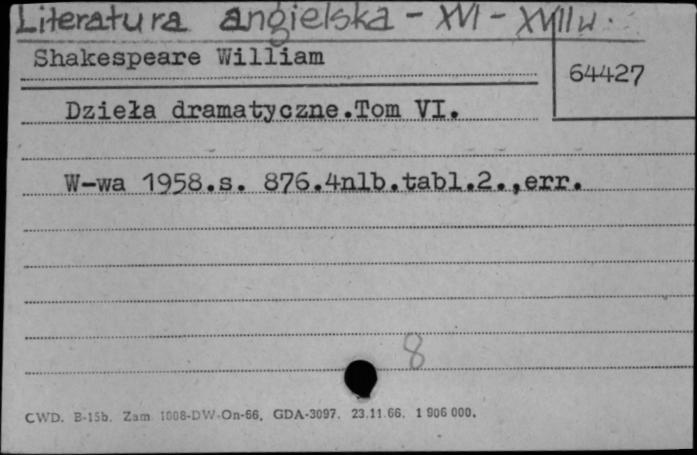 Literatura angielska - XVI - XVIIw.
Shakespeare William
64427
Dzieła dramatyczne.Tom VI.
W-wa 1958.s. 876.4nlb.tabl.2.,err.
8
CWD. B-15b. Zam 1008-DW-On-66. GDA-3097. 23.11.66. 1 906 000.